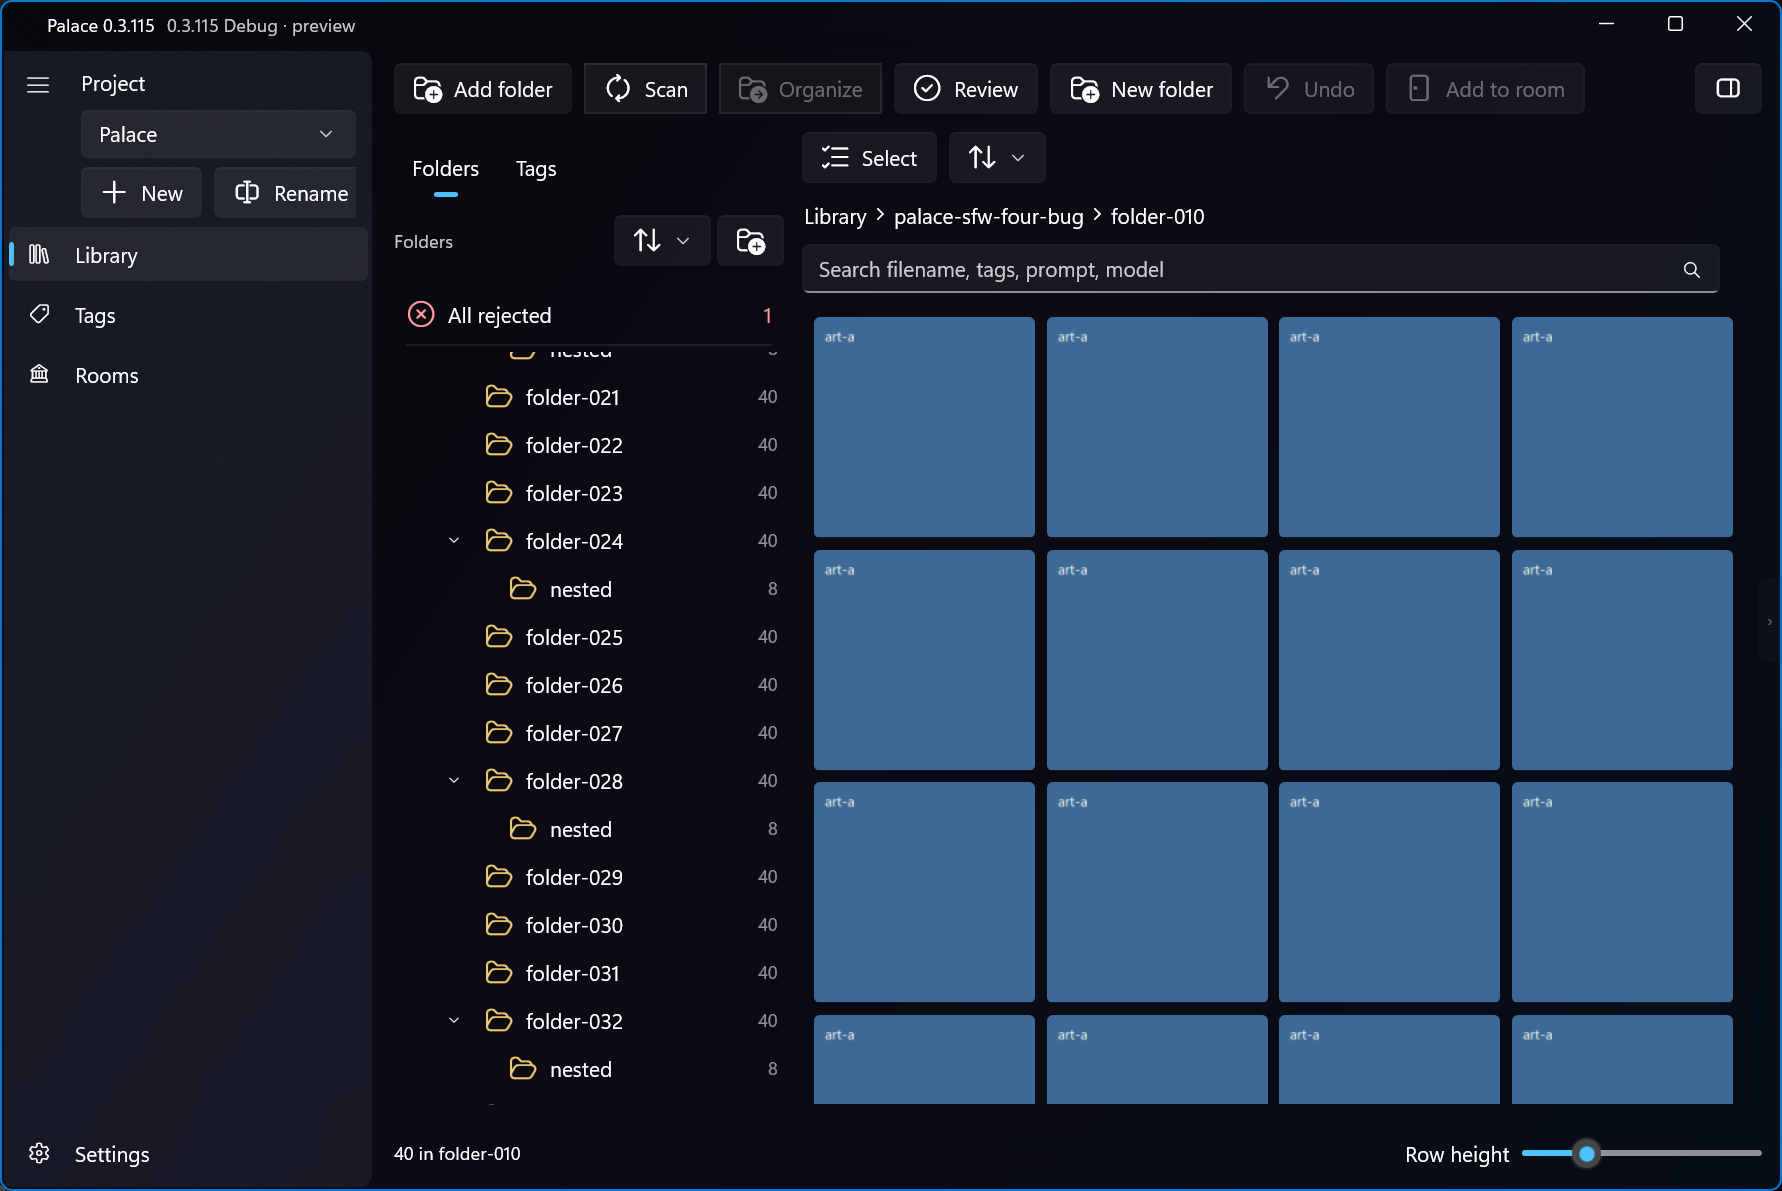 Palace 0.3.115 0.3.115 Debug · preview
Project
Palace
New
Rename
Library
Tags
Rooms
Settings
Add folder
Scan
Organize
Review
New folder
Undo
Add to room
Folders
Tags
Folders
All rejected 1
nested 8
folder-021 40
folder-022 40
folder-023 40
folder-024 40
nested 8
folder-025 40
folder-026 40
folder-027 40
folder-028 40
nested 8
folder-029 40
folder-030 40
folder-031 40
folder-032 40
nested 8
40 in folder-010
Select
Library > palace-sfw-four-bug > folder-010
Search filename, tags, prompt, model
art-a art-a art-a art-a
art-a art-a art-a art-a
art-a art-a art-a art-a
art-a art-a art-a art-a
Row height